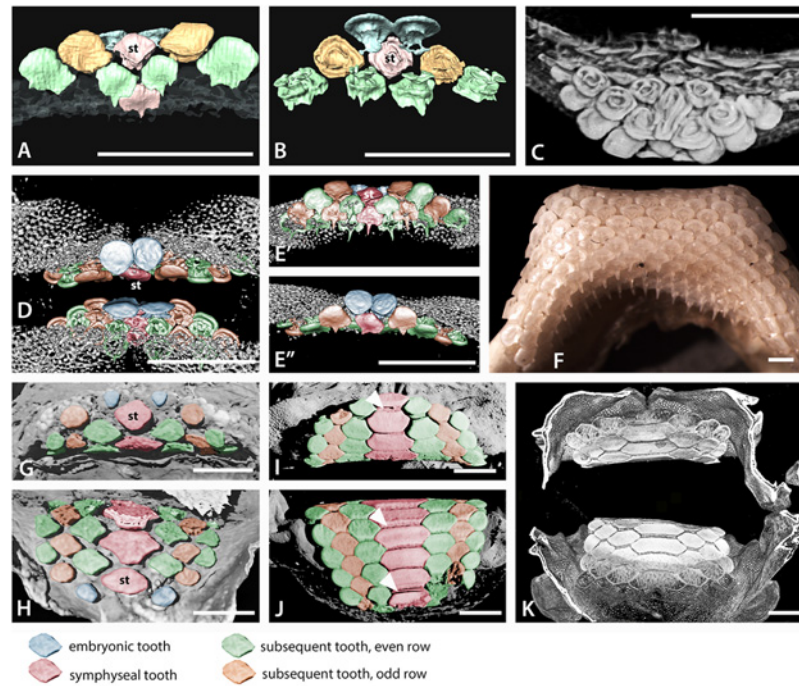 st
A
st
B
C
D
st
E'
E"
F
st
G
I
K
st
H
J
embryonic tooth
subsequent tooth, even row
symphyseal tooth
subsequent tooth, odd row